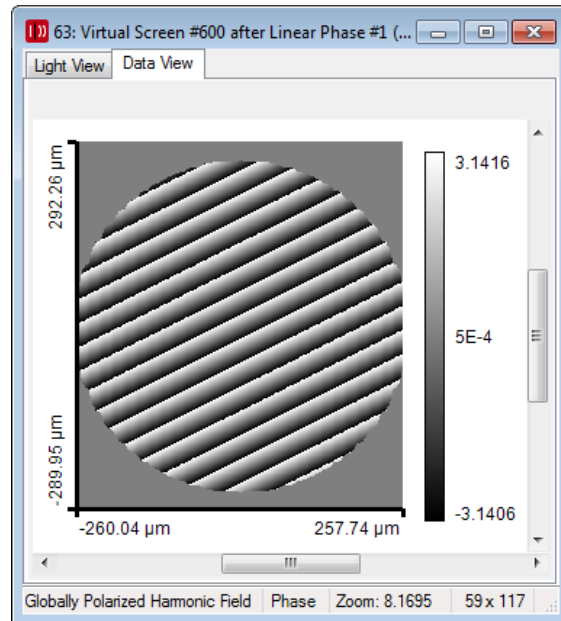 63: Virtual Screen #600 after Linear Phase #1 (...
Light View
Data View
292.26 µm
-289.95 µm
-260.04 µm
257.74 µm
3.1416
5E-4
-3.1406
Globally Polarized Harmonic Field
Phase
Zoom: 8.1695
59 x 117